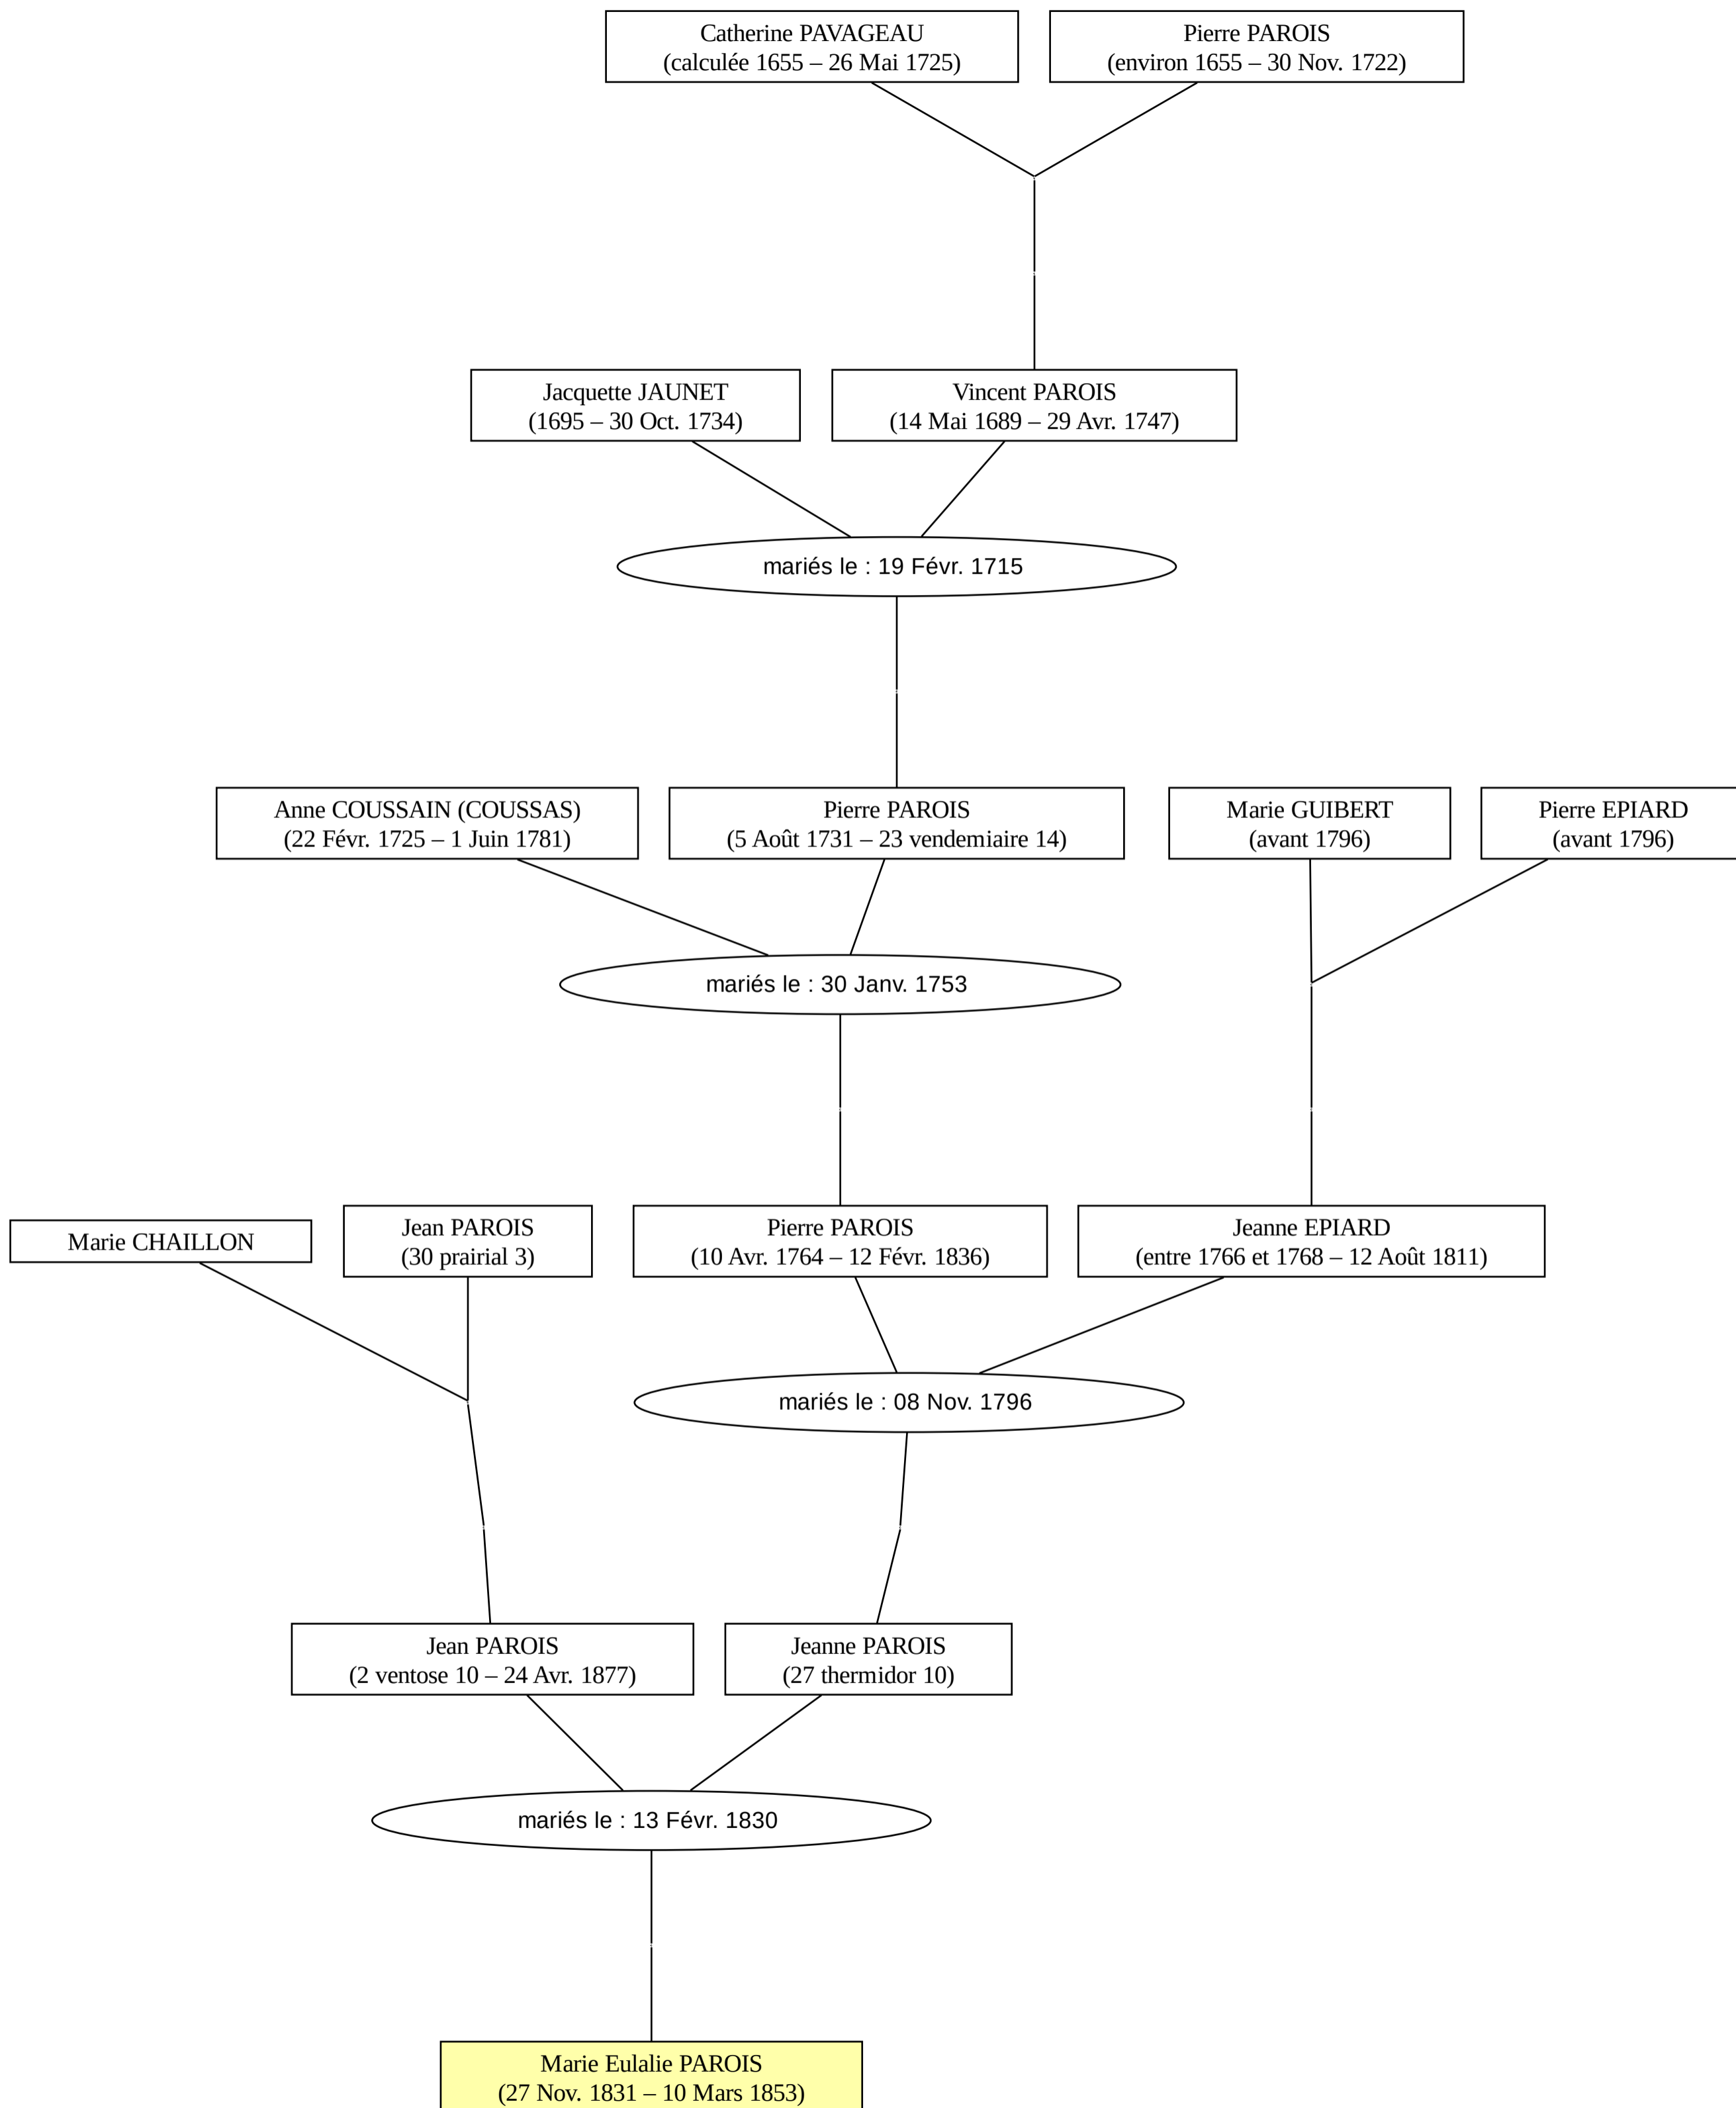 Catherine PAVAGEAU
(calculée 1655 – 26 Mai 1725)
Pierre PAROIS
(environ 1655 – 30 Nov. 1722)
Jacquette JAUNET
(1695 – 30 Oct. 1734)
Vincent PAROIS
(14 Mai 1689 – 29 Avr. 1747)
mariés le : 19 Févr. 1715
Anne COUSSAIN (COUSSAS)
(22 Févr. 1725 – 1 Juin 1781)
Pierre PAROIS
(5 Août 1731 – 23 vendemiaire 14)
Marie GUIBERT
(avant 1796)
Pierre EPIARD
(avant 1796)
mariés le : 30 Janv. 1753
Marie CHAILLON
Jean PAROIS
(30 prairial 3)
Pierre PAROIS
(10 Avr. 1764 – 12 Févr. 1836)
Jeanne EPIARD
(entre 1766 et 1768 – 12 Août 1811)
mariés le : 08 Nov. 1796
Jean PAROIS
(2 ventose 10 – 24 Avr. 1877)
Jeanne PAROIS
(27 thermidor 10)
mariés le : 13 Févr. 1830
Marie Eulalie PAROIS
(27 Nov. 1831 – 10 Mars 1853)